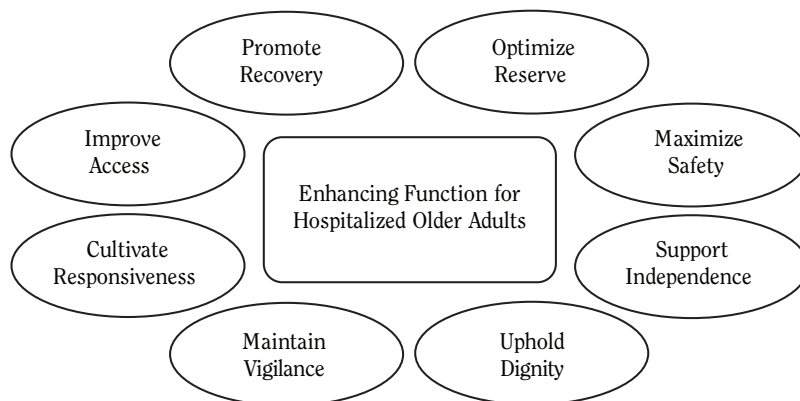 Promote
Recovery
Optimize
Reserve
Improve
Access
Maximize
Safety
Enhancing Function for
Hospitalized Older Adults
Cultivate
Responsiveness
Support
Independence
Maintain
Vigilance
Uphold
Dignity